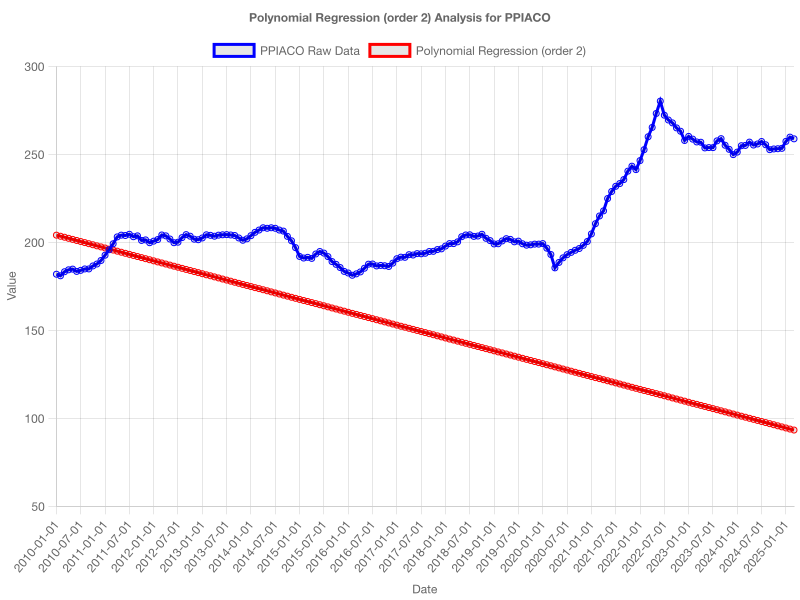 Polynomial Regression (order 2) Analysis for PPIACO
PPIACO Raw Data Polynomial Regression (order 2)
300
250
200
150
100
50
Value
2010-01-01 2010-07-01 2011-01-01 2011-07-01 2012-01-01 2012-07-01 2013-01-01 2013-07-01 2014-01-01 2014-07-01 2015-01-01 2015-07-01 2016-01-01 2016-07-01 2017-01-01 2017-07-01 2018-01-01 2018-07-01 2019-01-01 2019-07-01 2020-01-01 2020-07-01 2021-01-01 2021-07-01 2022-01-01 2022-07-01 2023-01-01 2023-07-01 2024-01-01 2024-07-01 2025-01-01
Date